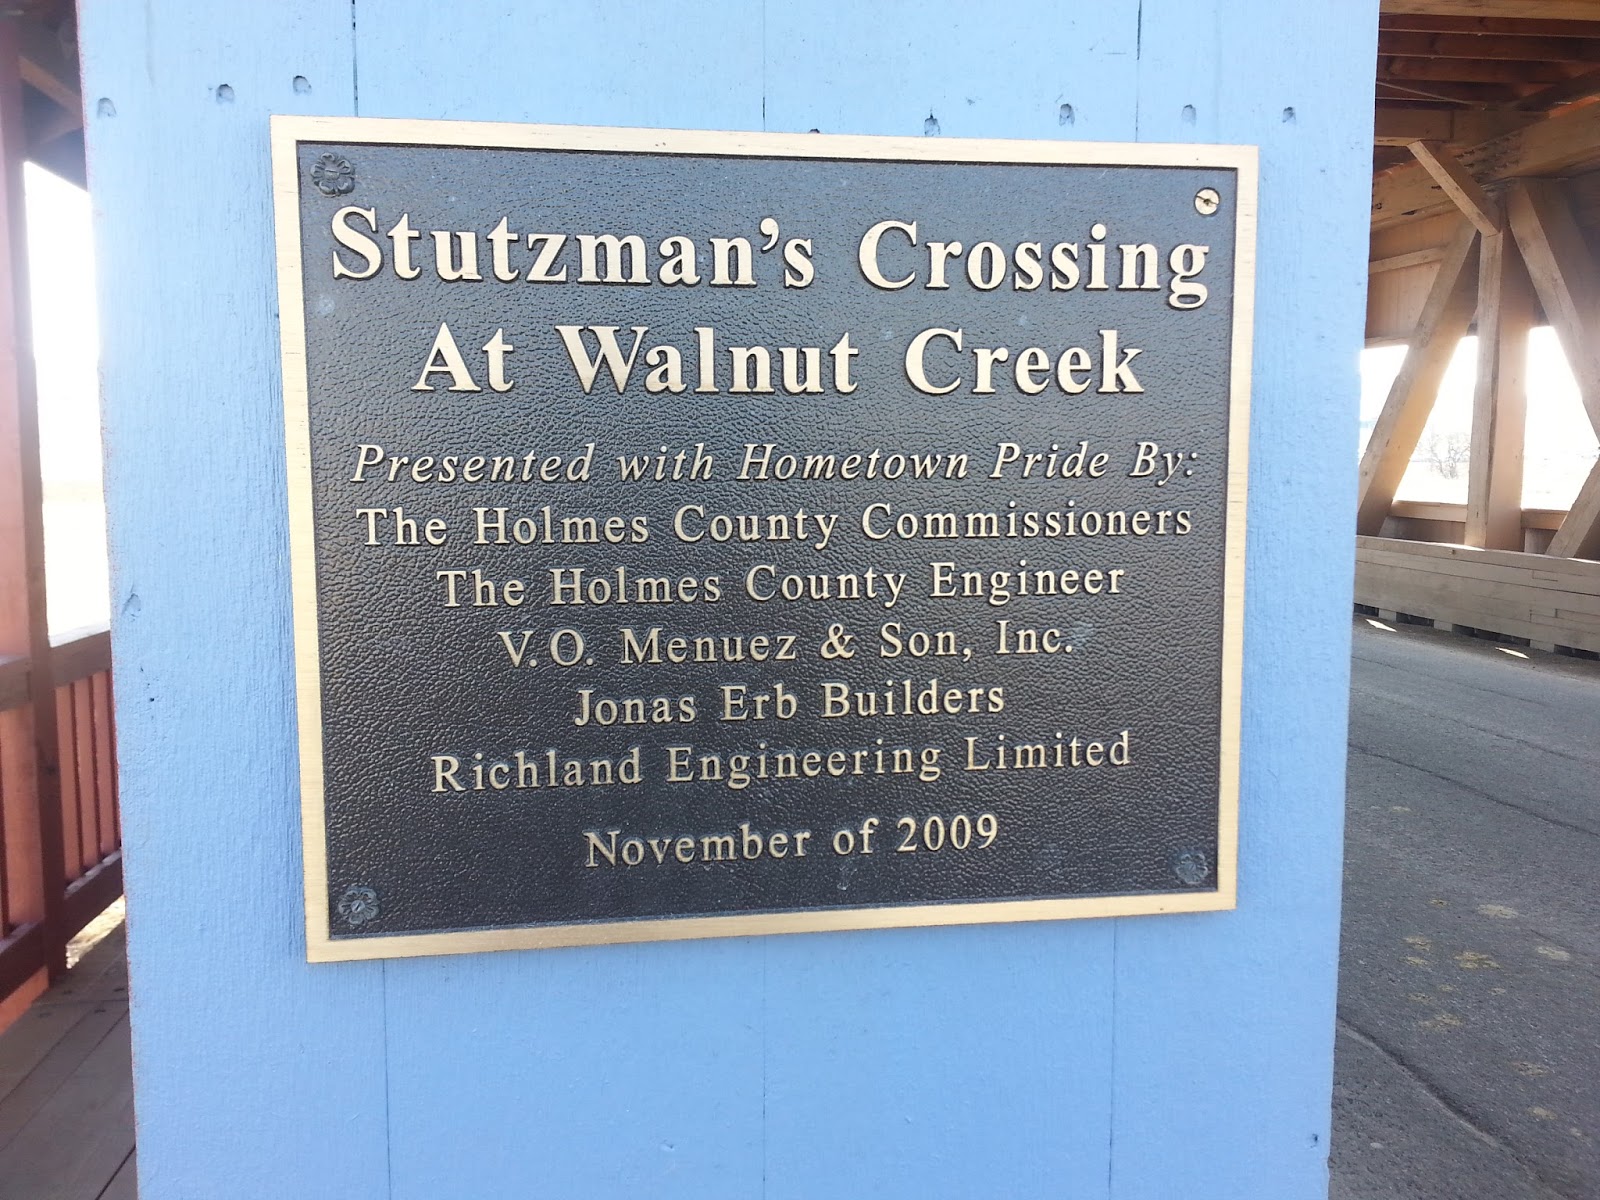 Stutzman's Crossing
At Walnut Creek
Presented with Hometown Pride By:
The Holmes County Commissioners
The Holmes County Engineer
V.O. Menuez & Son, Inc.
Jonas Erb Builders
Richland Engineering Limited
November of 2009